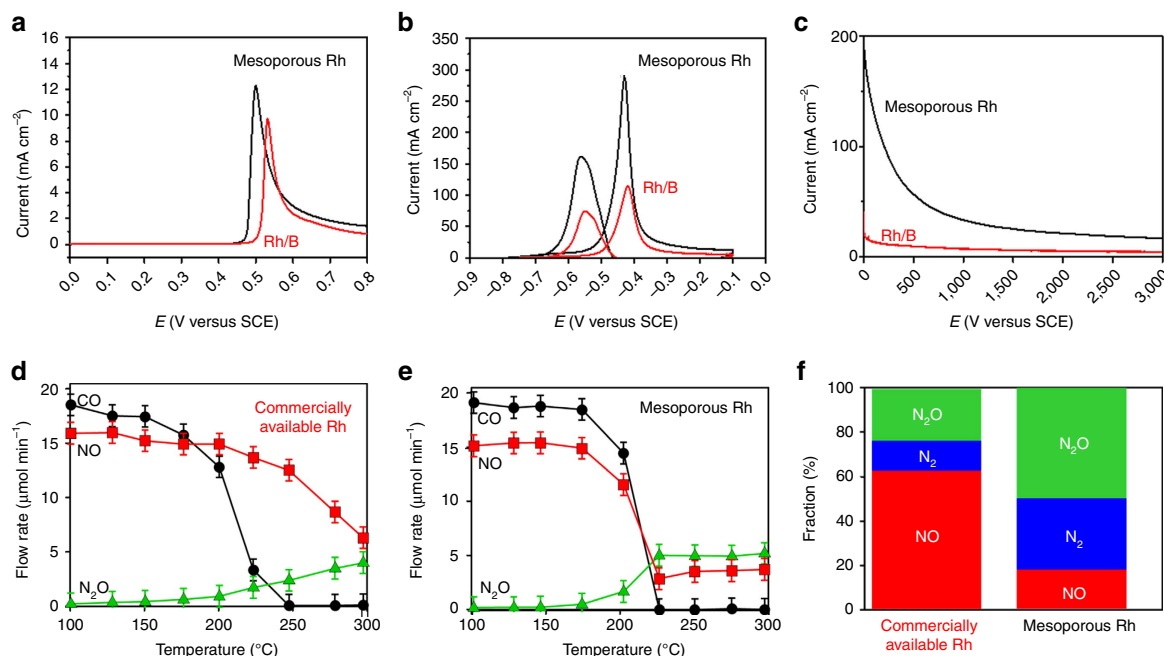 a
16
14
12
10
8
6
4
2
0
Current (mA cm⁻²)
Mesoporous Rh
Rh/B
0.0 0.1 0.2 0.3 0.4 0.5 0.6 0.7 0.8
E (V versus SCE)
b
350
300
250
200
150
100
50
0
Current (mA cm⁻²)
Mesoporous Rh
Rh/B
−0.9 −0.8 −0.7 −0.6 −0.5 −0.4 −0.3 −0.2 −0.1 0.0
E (V versus SCE)
c
200
100
0
Current (mA cm⁻²)
Mesoporous Rh
Rh/B
0 500 1,000 1,500 2,000 2,500 3,000
E (V versus SCE)
d
20
15
10
5
0
Flow rate (μmol min⁻¹)
CO
Commercially
available Rh
NO
N₂O
100 150 200 250 300
Temperature (°C)
e
20
15
10
5
0
Flow rate (μmol min⁻¹)
Mesoporous Rh
CO
NO
N₂O
100 150 200 250 300
Temperature (°C)
f
100
80
60
40
20
0
Fraction (%)
N₂O
N₂
NO
N₂O
N₂
NO
Commercially
available Rh
Mesoporous Rh